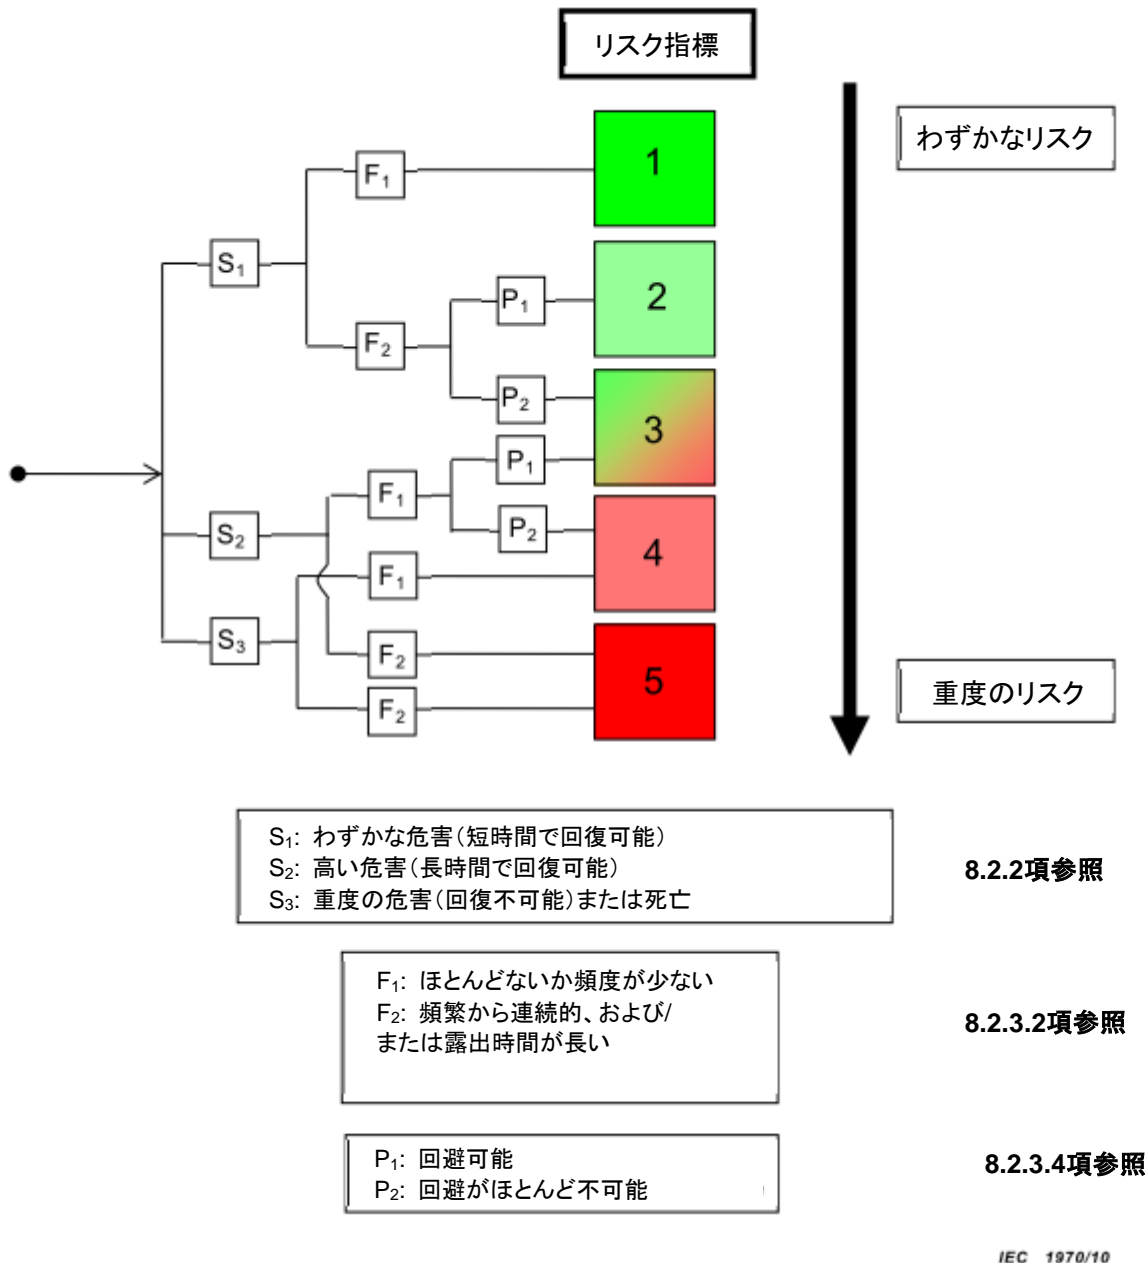 リスク指標
わずかなリスク
F₁
1
S₁
P₁
2
F₂
P₂
3
P₁
F₁
P₂
S₂
4
F₁
S₃
F₂
5
F₂
重度のリスク
S₁: わずかな危害(短時間で回復可能)
S₂: 高い危害(長時間で回復可能)
S₃: 重度の危害(回復不可能)または死亡
8.2.2項参照
F₁: ほとんどないか頻度が少ない
F₂: 頻繁から連続的、および/
または露出時間が長い
8.2.3.2項参照
P₁: 回避可能
P₂: 回避がほとんど不可能
8.2.3.4項参照
IEC 1970/10